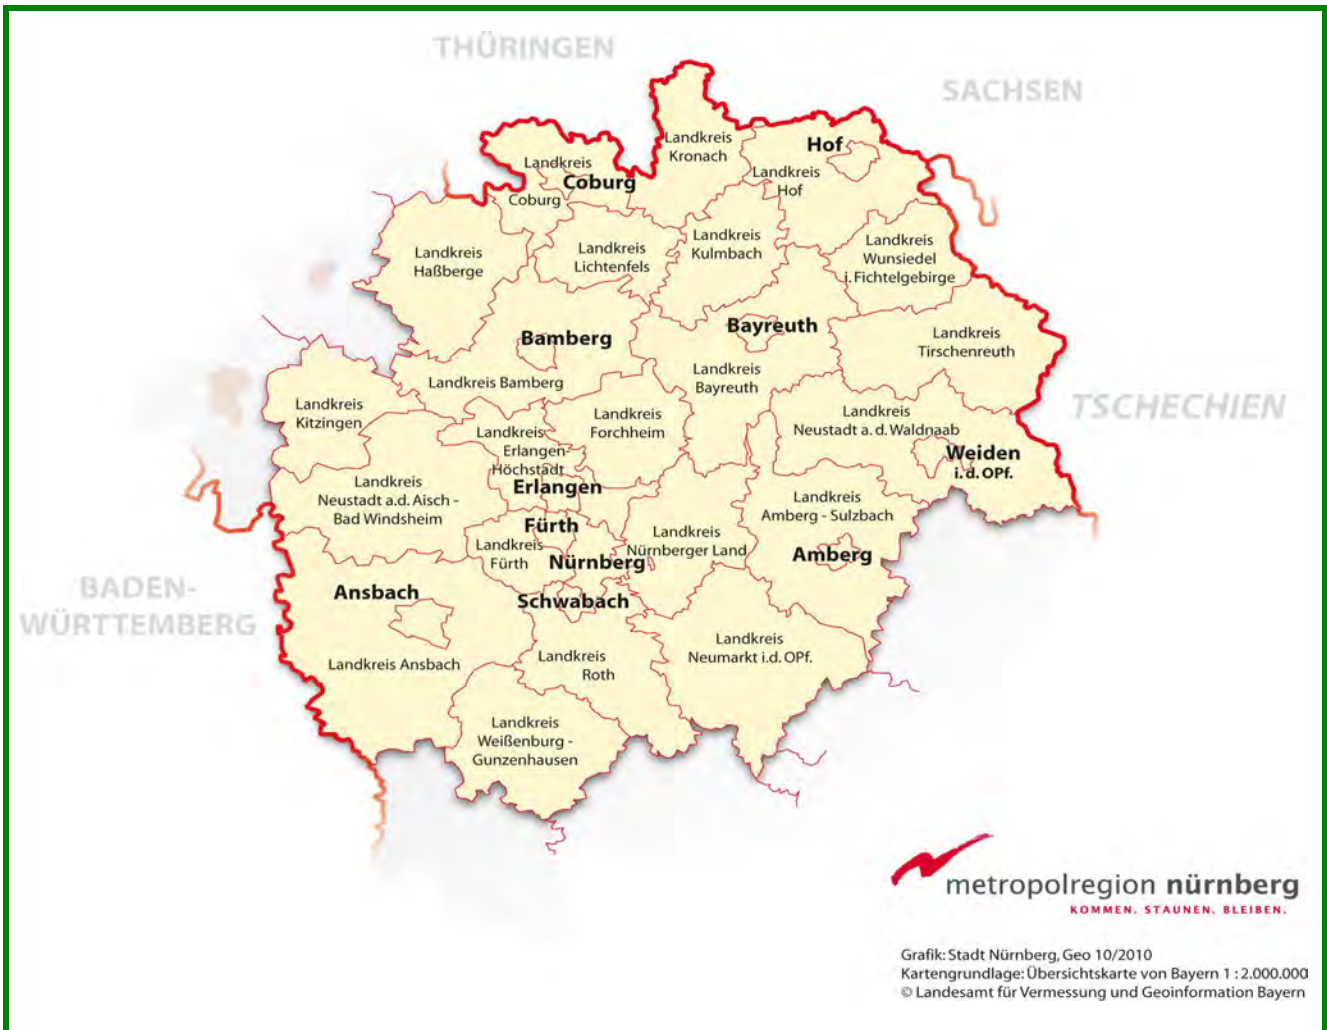 THÜRINGEN
SACHSEN
Landkreis
Kronach
Hof
Landkreis
Hof
Landkreis
Coburg
Coburg
Landkreis
Haßberge
Landkreis
Lichtenfels
Landkreis
Kulmbach
Landkreis
Wunsiedel
i. Fichtelgebirge
Bamberg
Landkreis Bamberg
Bayreuth
Landkreis
Bayreuth
Landkreis
Tirschenreuth
TSCHECHIEN
Landkreis
Kitzingen
Landkreis
Erlangen-
Höchstadt
Landkreis
Forchheim
Landkreis
Neustadt a. d. Waldnaab
Weiden
i. d. OPf.
Landkreis
Neustadt a.d. Aisch -
Bad Windsheim
Erlangen
Fürth
Landkreis
Fürth
Nürnberg
Landkreis
Nürnberger Land
Landkreis
Amberg - Sulzbach
Amberg
BADEN-
WÜRTTEMBERG
Ansbach
Landkreis Ansbach
Schwabach
Landkreis
Roth
Landkreis
Neumarkt i.d. OPf.
Landkreis
Weißenburg -
Gunzenhausen
metropolregion nürnberg
KOMMEN. STAUNEN. BLEIBEN.
Grafik: Stadt Nürnberg, Geo 10/2010
Kartengrundlage: Übersichtskarte von Bayern 1 : 2.000.000
© Landesamt für Vermessung und Geoinformation Bayern